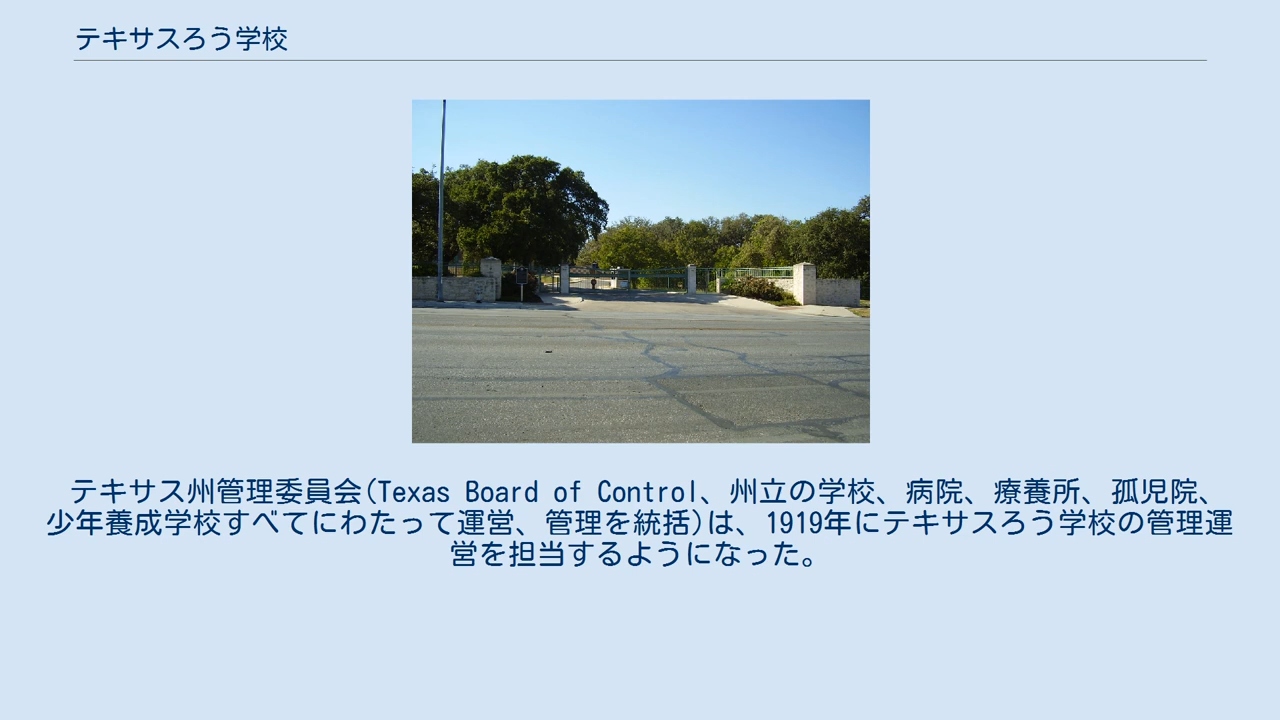 テキサスろう学校
テキサス州管理委員会(Texas Board of Control、州立の学校、病院、療養所、孤児院、
少年養成学校すべてにわたって運営、管理を統括)は、1919年にテキサスろう学校の管理運
営を担当するようになった。